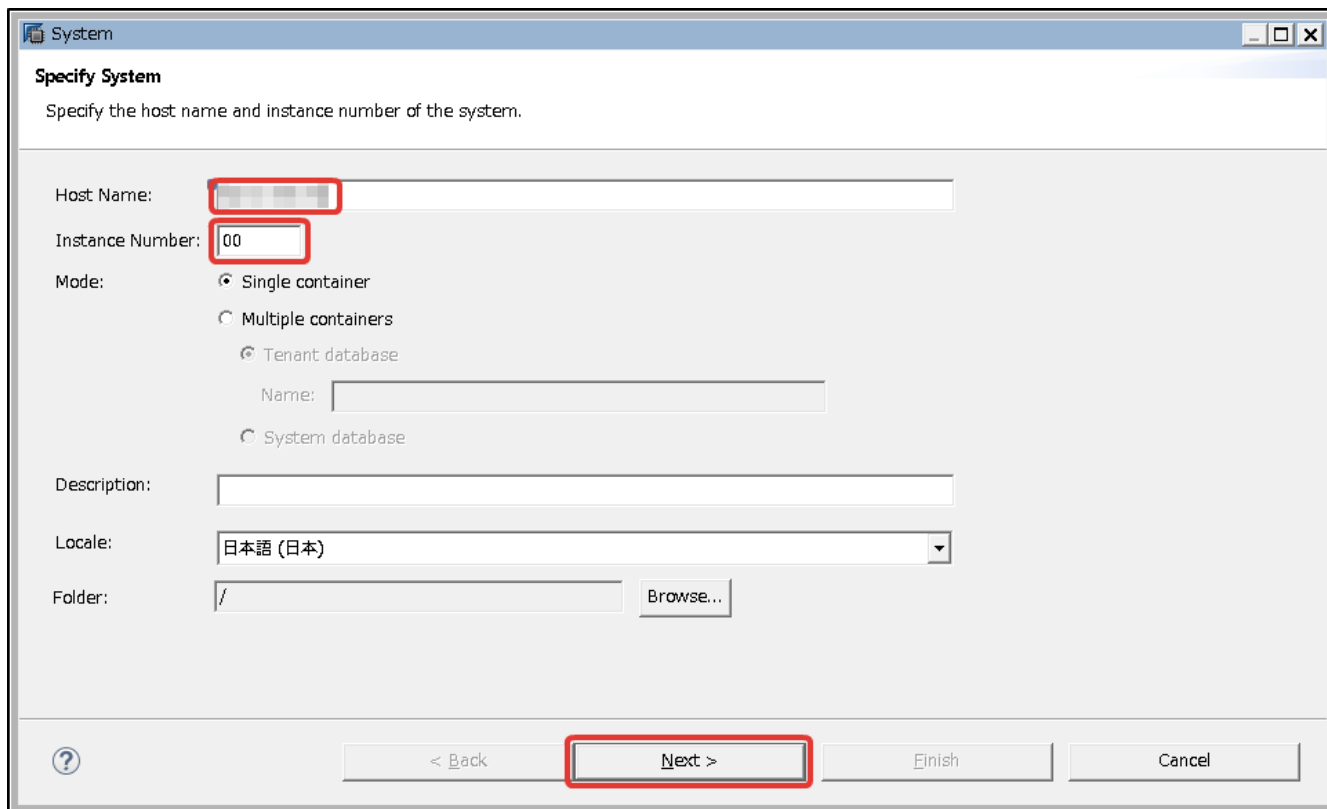 System
Specify System
Specify the host name and instance number of the system.
Host Name:
Instance Number: 00
Mode: Single container
Multiple containers
Tenant database
Name:
System database
Description:
Locale: 日本語 (日本)
Folder: / Browse...
? < Back Next > Finish Cancel